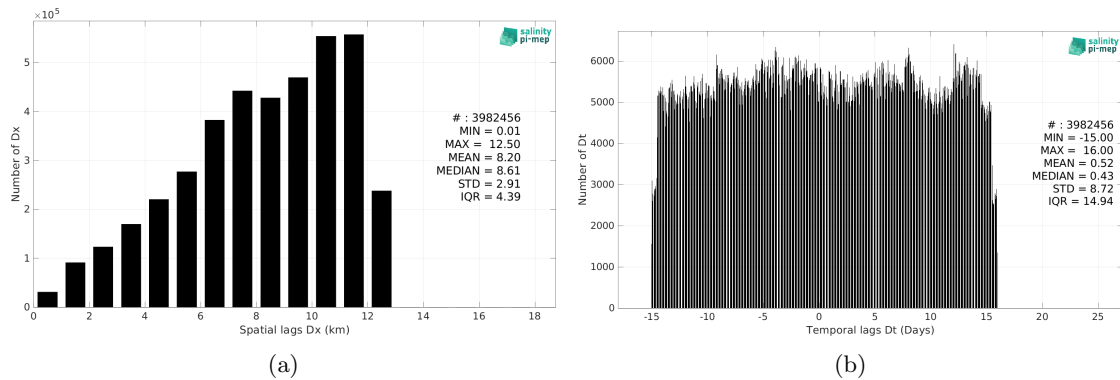 ×10⁵
5
4
3
2
1
0
Number of Dx
0 2 4 6 8 10 12 14 16 18
Spatial lags Dx (km)
salinity
pi-mep
# : 3982456
MIN = 0.01
MAX = 12.50
MEAN = 8.20
MEDIAN = 8.61
STD = 2.91
IQR = 4.39
(a)
6000
5000
4000
3000
2000
1000
0
Number of Dt
-15 -10 -5 0 5 10 15 20 25
Temporal lags Dt (Days)
salinity
pi-mep
# : 3982456
MIN = -15.00
MAX = 16.00
MEAN = 0.52
MEDIAN = 0.43
STD = 8.72
IQR = 14.94
(b)